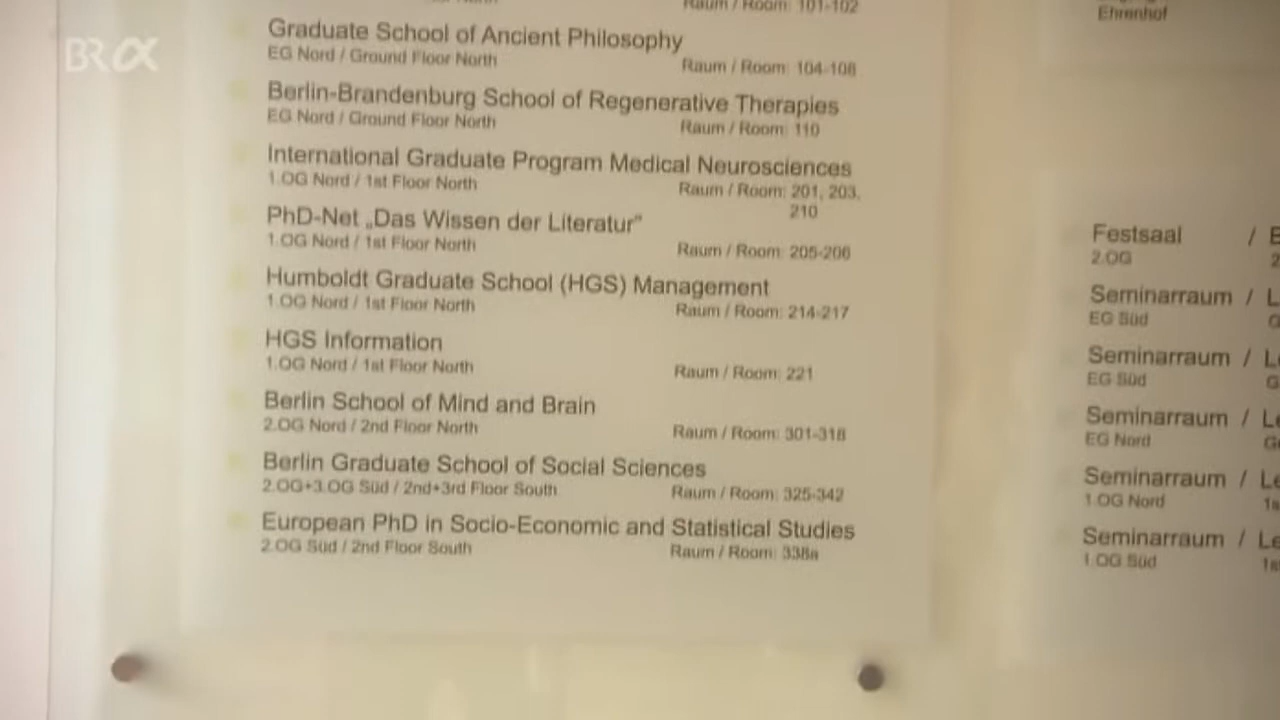 BRα
Raum / Room: 101-102
Graduate School of Ancient Philosophy
EG Nord / Ground Floor North Raum / Room: 104-108
Berlin-Brandenburg School of Regenerative Therapies
EG Nord / Ground Floor North Raum / Room: 110
International Graduate Program Medical Neurosciences
1.OG Nord / 1st Floor North Raum / Room: 201, 203,
210
PhD-Net „Das Wissen der Literatur“
1.OG Nord / 1st Floor North Raum / Room: 205-206
Humboldt Graduate School (HGS) Management
1.OG Nord / 1st Floor North Raum / Room: 214-217
HGS Information
1.OG Nord / 1st Floor North Raum / Room: 221
Berlin School of Mind and Brain
2.OG Nord / 2nd Floor North Raum / Room: 301-318
Berlin Graduate School of Social Sciences
2.OG+3.OG Süd / 2nd+3rd Floor South Raum / Room: 325-342
European PhD in Socio-Economic and Statistical Studies
2.OG Süd / 2nd Floor South Raum / Room: 338a
Ehrenhof
Festsaal /
2.OG
Seminarraum /
EG Süd
Seminarraum /
EG Süd
Seminarraum /
EG Nord
Seminarraum /
1.OG Nord
Seminarraum /
1.OG Süd